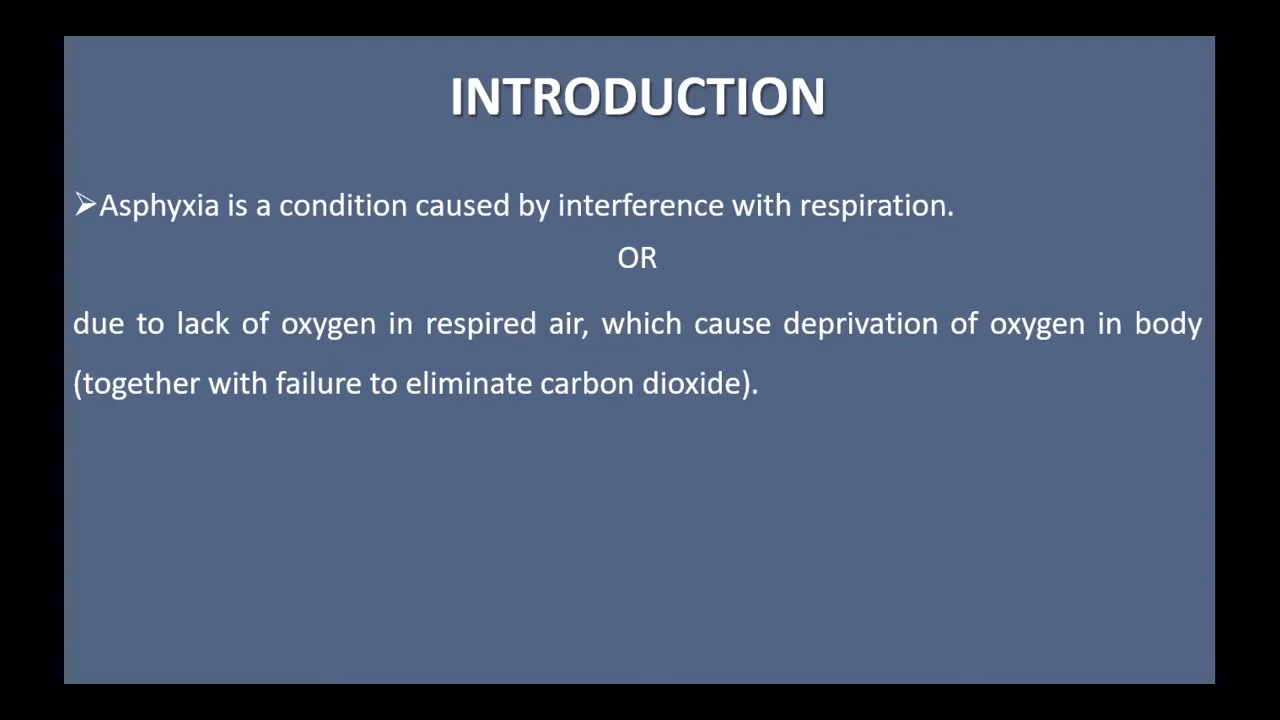 INTRODUCTION
➢Asphyxia is a condition caused by interference with respiration.
OR
due to lack of oxygen in respired air, which cause deprivation of oxygen in body
(together with failure to eliminate carbon dioxide).